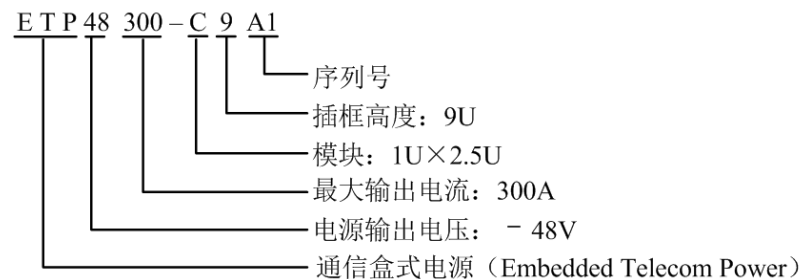 ETP48 300-C 9 A1
序列号
插框高度：9U
模块：1U×2.5U
最大输出电流：300A
电源输出电压：－48V
通信盒式电源（Embedded Telecom Power）